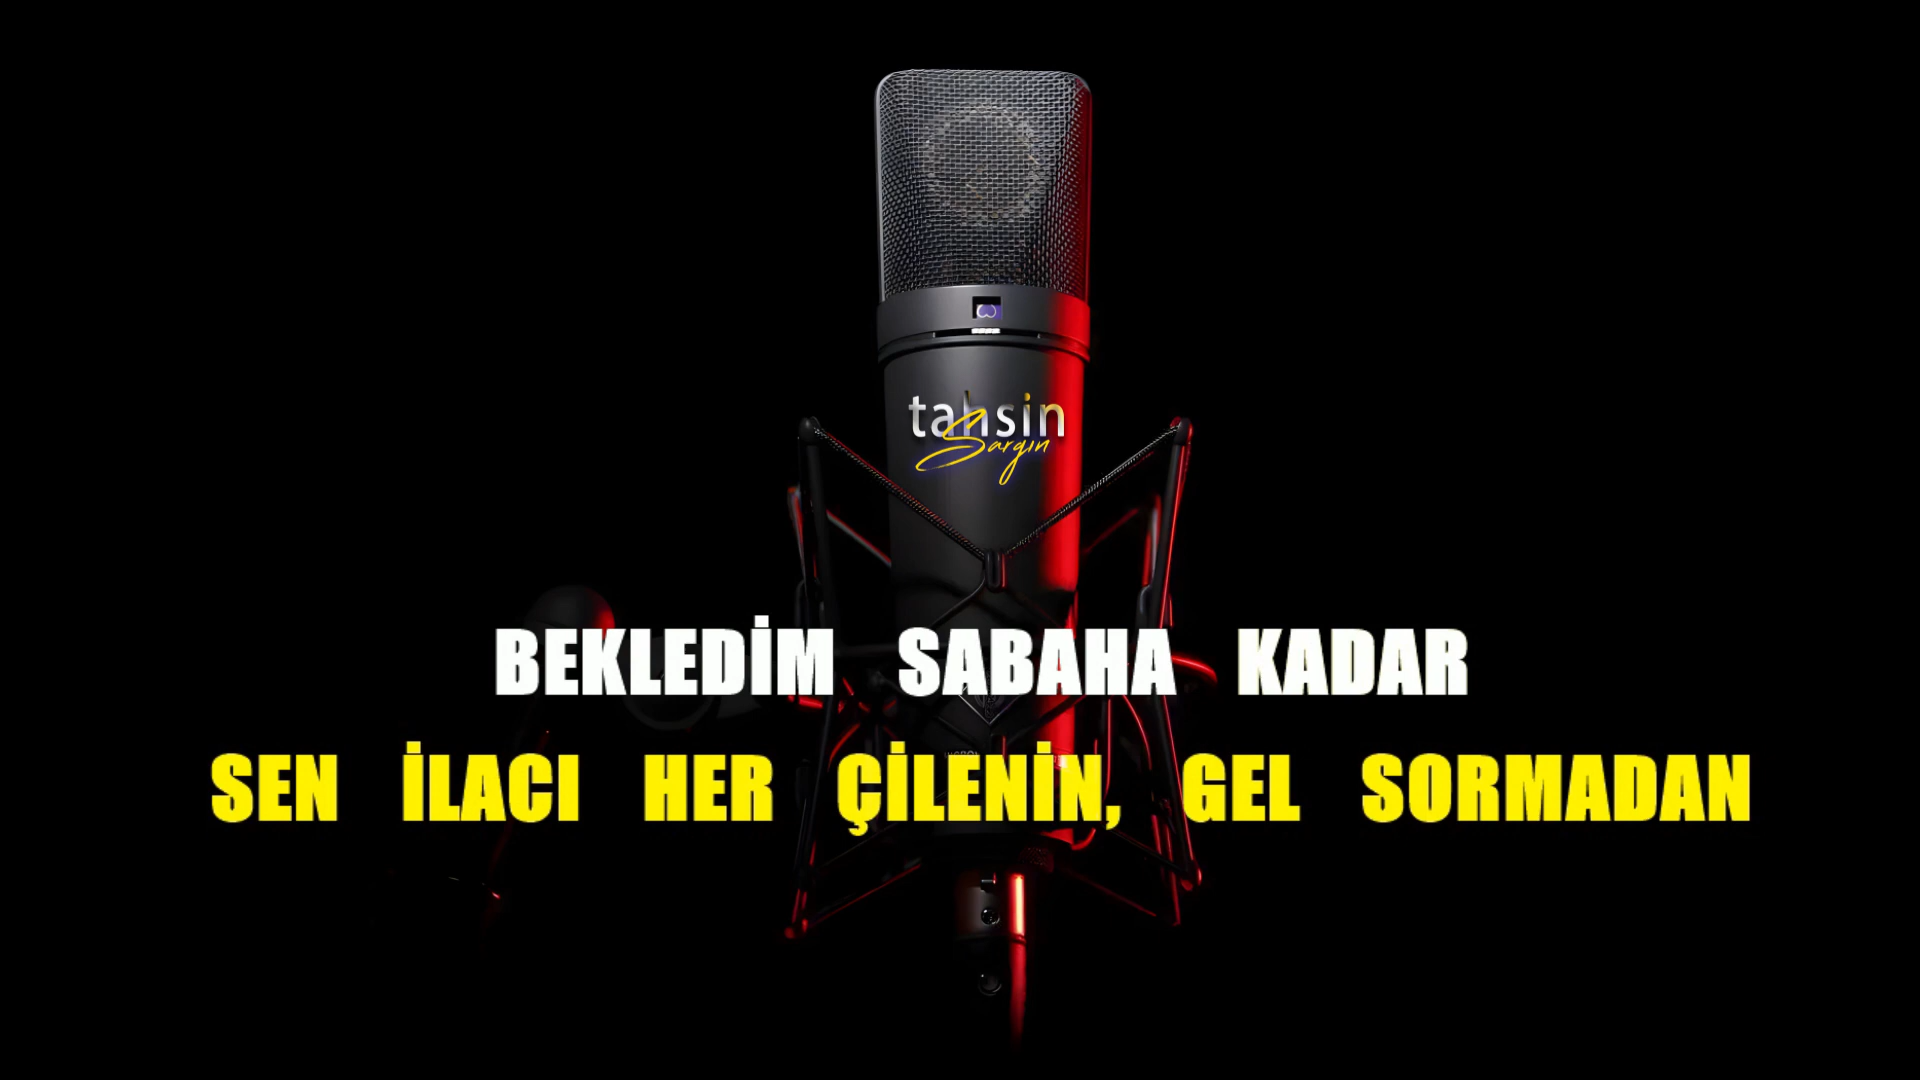 tahsin
Sargın
BEKLEDİM SABAHA KADAR
SEN İLACI HER ÇİLENİN, GEL SORMADAN